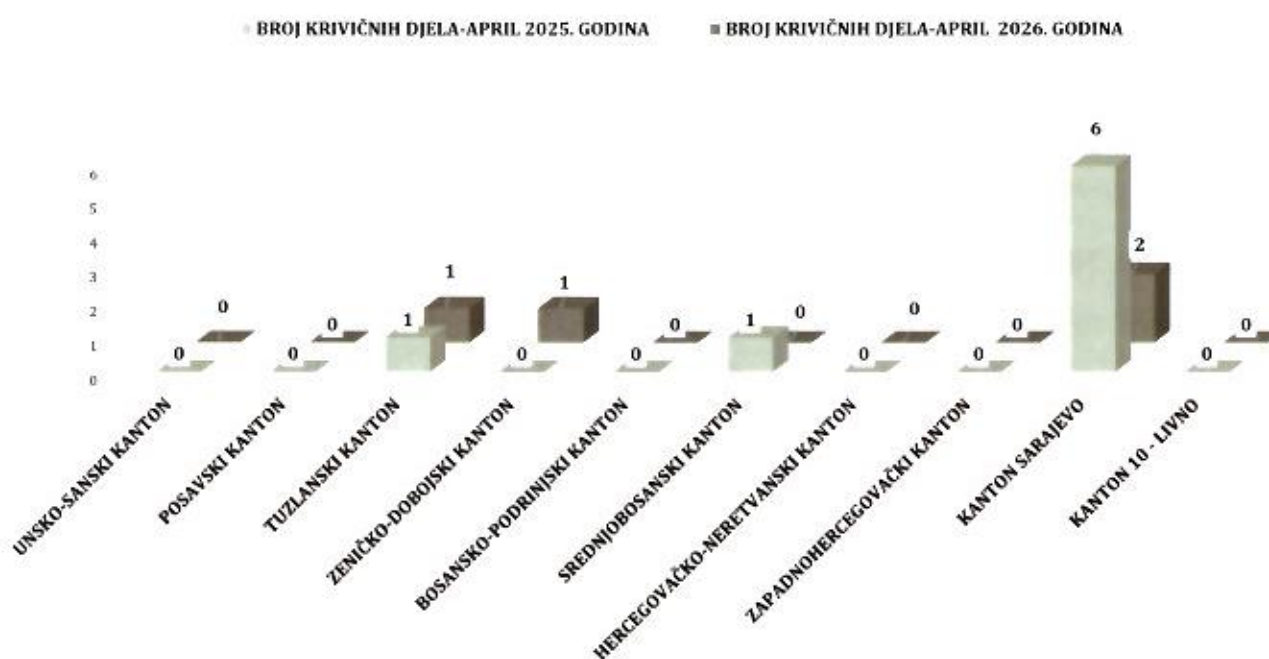 BROJ KRIVIČNIH DJELA-APRIL 2025. GODINA
BROJ KRIVIČNIH DJELA-APRIL 2026. GODINA
6
5
4
3
2
1
0
0
0
0
0
1
1
0
1
0
0
1
0
0
0
0
0
6
2
0
0
UNSKO-SANSKI KANTON
POSAVSKI KANTON
TUZLANSKI KANTON
ZENIČKO-DOBOJSKI KANTON
BOSANSKO-PODRINJSKI KANTON
SREDNJOBOSANSKI KANTON
HERCEGOVAČKO-NERETVANSKI KANTON
ZAPADNOHERCEGOVAČKI KANTON
KANTON SARAJEVO
KANTON 10 - LIVNO